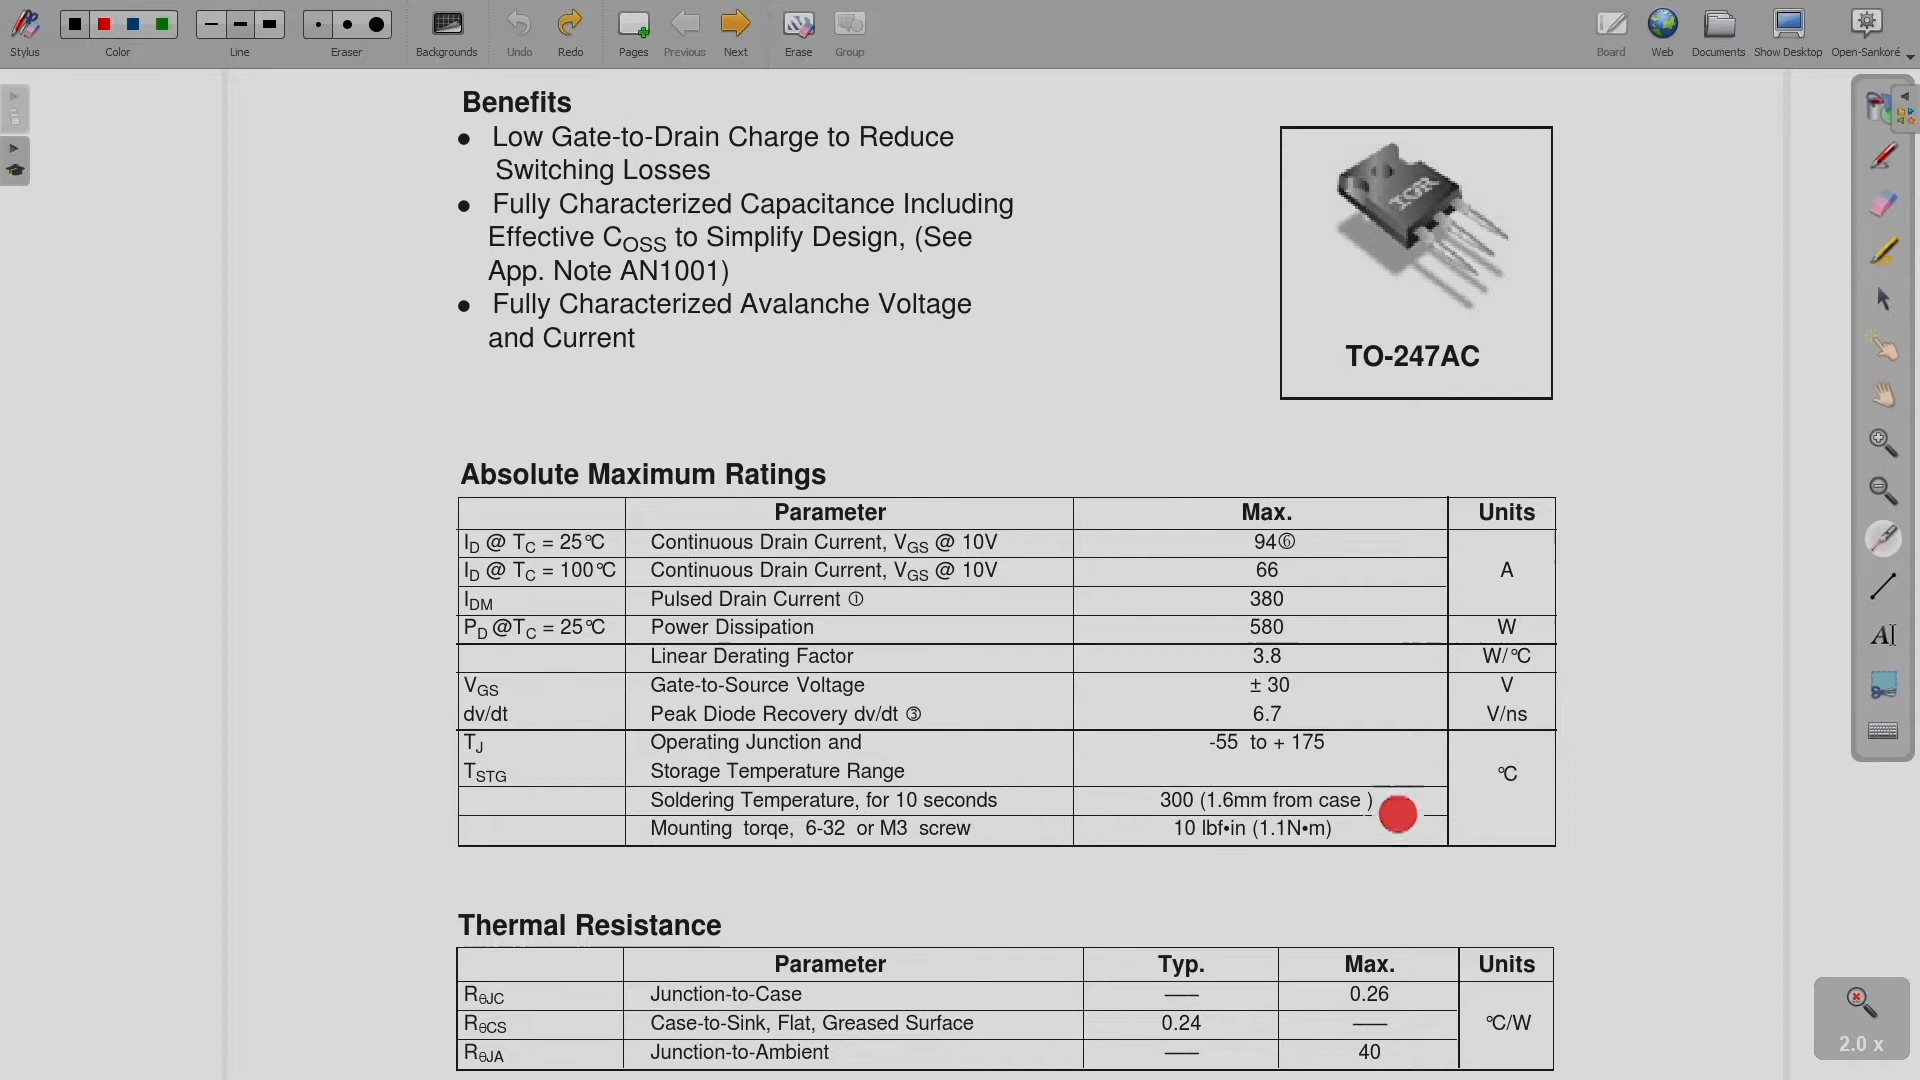 Stylus
Color
Line
Eraser
Backgrounds
Undo
Redo
Pages
Previous
Next
Erase
Group
Board
Web
Documents
Show Desktop
Open-Sankoré
Benefits
● Low Gate-to-Drain Charge to Reduce
Switching Losses
● Fully Characterized Capacitance Including
Effective COSS to Simplify Design, (See
App. Note AN1001)
● Fully Characterized Avalanche Voltage
and Current
IOR
TO-247AC
Absolute Maximum Ratings
Parameter Max. Units
ID @ TC = 25°C Continuous Drain Current, VGS @ 10V 94⑥
ID @ TC = 100°C Continuous Drain Current, VGS @ 10V 66 A
IDM Pulsed Drain Current ① 380
PD @TC = 25°C Power Dissipation 580 W
Linear Derating Factor 3.8 W/°C
VGS Gate-to-Source Voltage ± 30 V
dv/dt Peak Diode Recovery dv/dt ③ 6.7 V/ns
TJ Operating Junction and -55 to + 175
TSTG Storage Temperature Range °C
Soldering Temperature, for 10 seconds 300 (1.6mm from case )
Mounting torqe, 6-32 or M3 screw 10 lbf•in (1.1N•m)
Thermal Resistance
Parameter Typ. Max. Units
RθJC Junction-to-Case ––– 0.26
RθCS Case-to-Sink, Flat, Greased Surface 0.24 ––– °C/W
RθJA Junction-to-Ambient ––– 40
AI
2.0 x